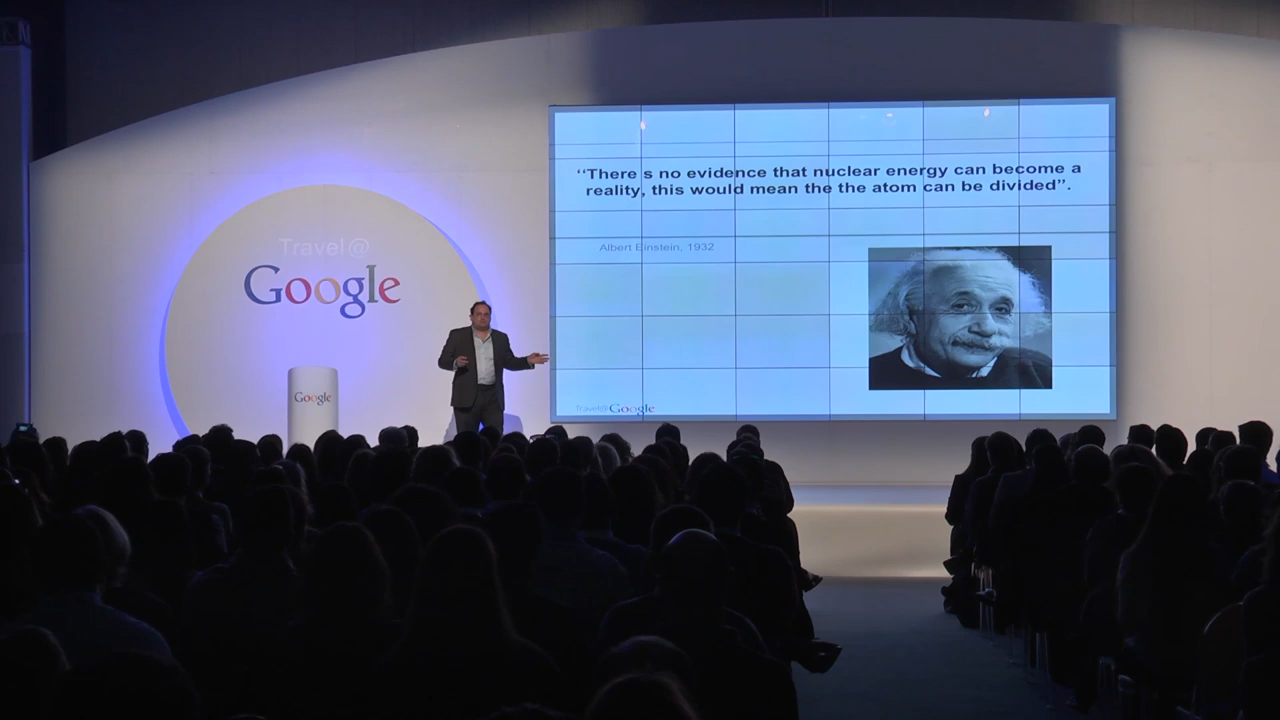 Travel@
Google
Google
“There s no evidence that nuclear energy can become a
reality, this would mean the the atom can be divided”.
Albert Einstein, 1932
Travel@Google